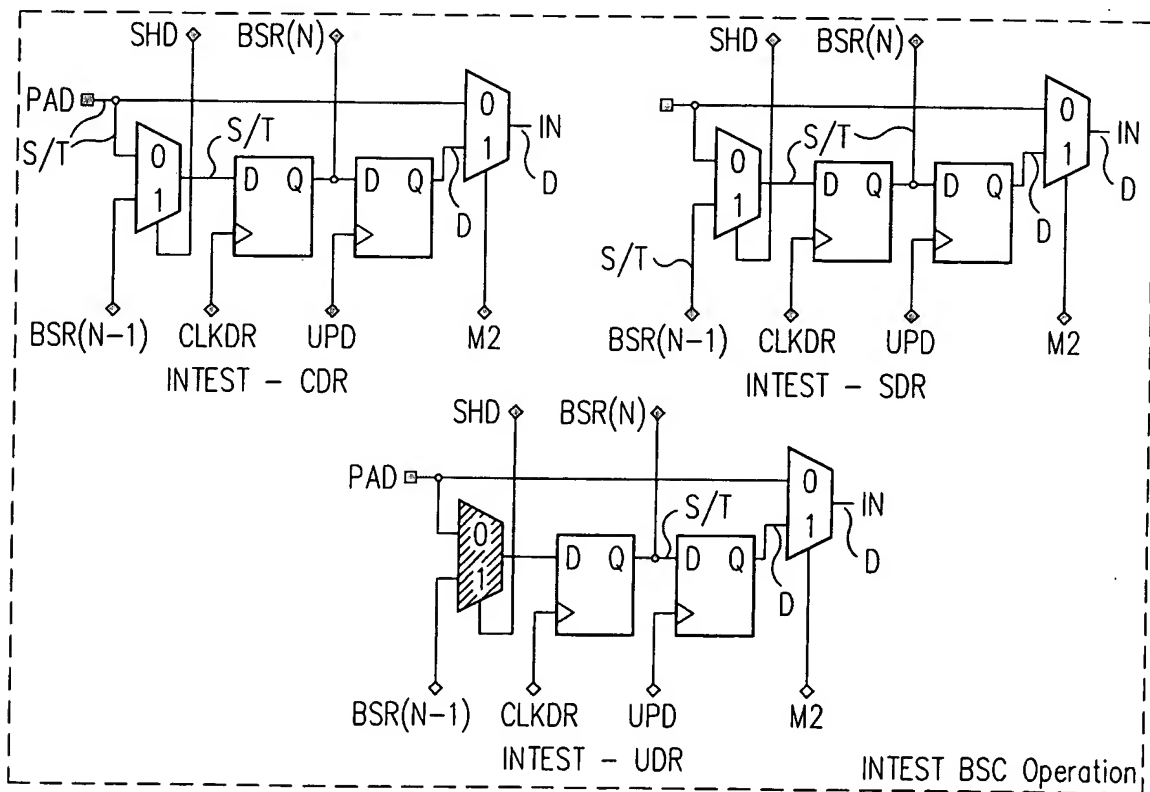 SHD BSR(N)
PAD
S/T
0
1
S/T
D Q
D Q
0
1
IN
D
D
BSR(N-1) CLKDR UPD M2
INTEST - CDR
SHD BSR(N)
0
1
S/T
S/T
D Q
D Q
0
1
IN
D
D
BSR(N-1) CLKDR UPD M2
INTEST - SDR
SHD BSR(N)
PAD
0
1
D Q
S/T
D Q
0
1
IN
D
D
BSR(N-1) CLKDR UPD M2
INTEST - UDR
INTEST BSC Operation